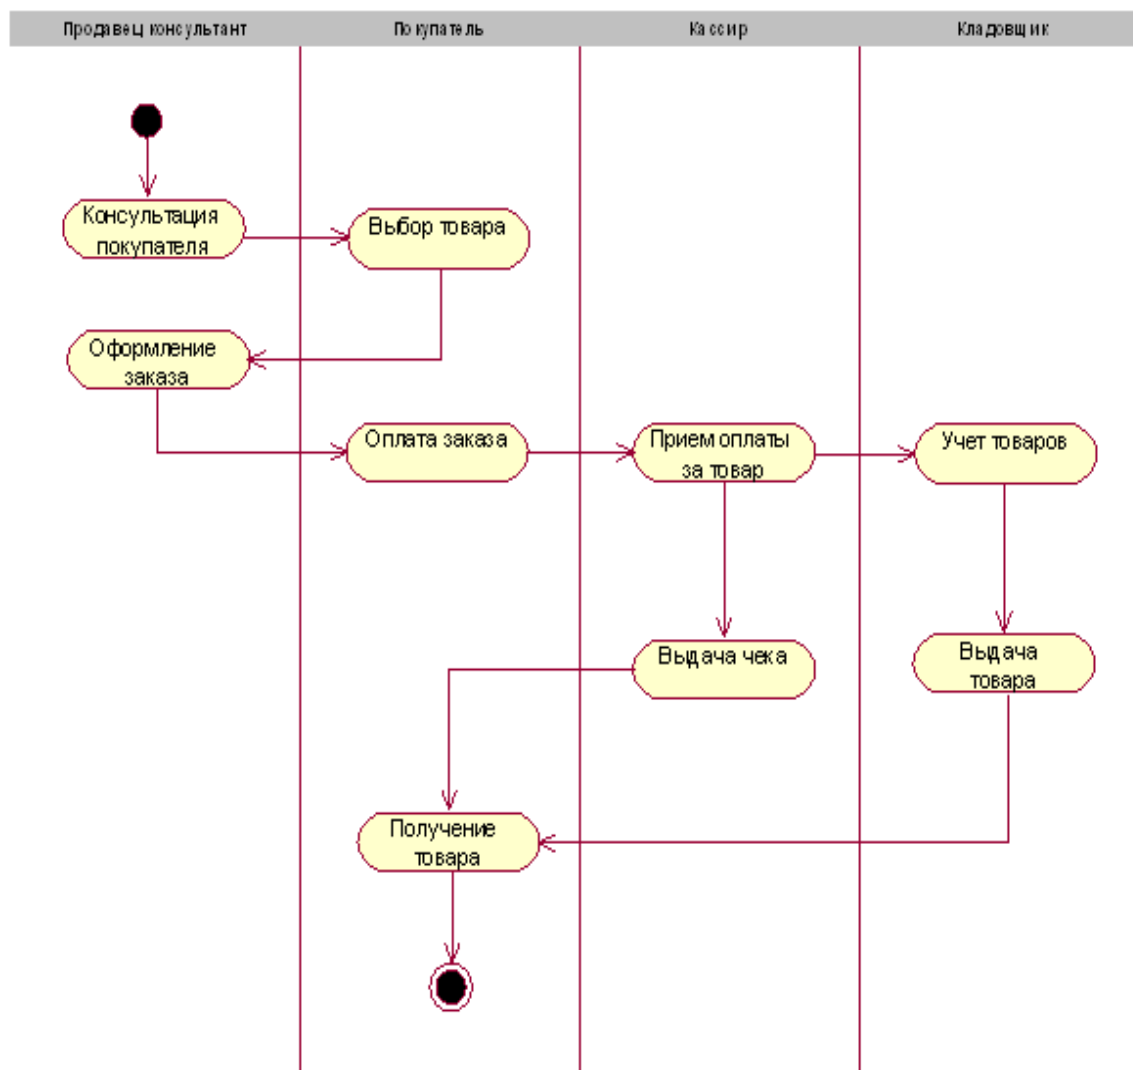 Продавец консультант
Покупатель
Кассир
Кладовщик
Консультация
покупателя
Выбор товара
Оформление
заказа
Оплата заказа
Прием оплаты
за товар
Учет товаров
Выдача чека
Выдача
товара
Получение
товара